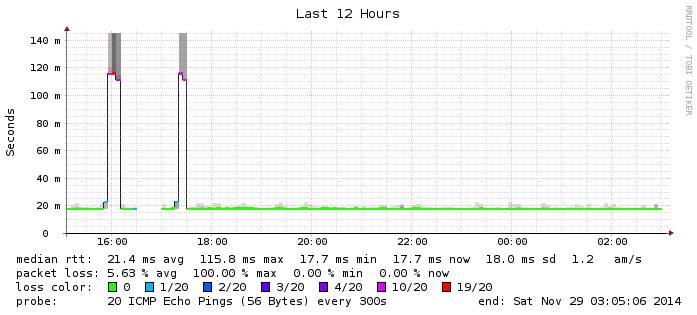 Last 12 Hours
RRDTOOL / TOBI OETIKER
Seconds
140 m
120 m
100 m
80 m
60 m
40 m
20 m
0
16:00 18:00 20:00 22:00 00:00 02:00
median rtt: 21.4 ms avg 115.8 ms max 17.7 ms min 17.7 ms now 18.0 ms sd 1.2 am/s
packet loss: 5.63 % avg 100.00 % max 0.00 % min 0.00 % now
loss color: 0 1/20 2/20 3/20 4/20 10/20 19/20
probe: 20 ICMP Echo Pings (56 Bytes) every 300s end: Sat Nov 29 03:05:06 2014